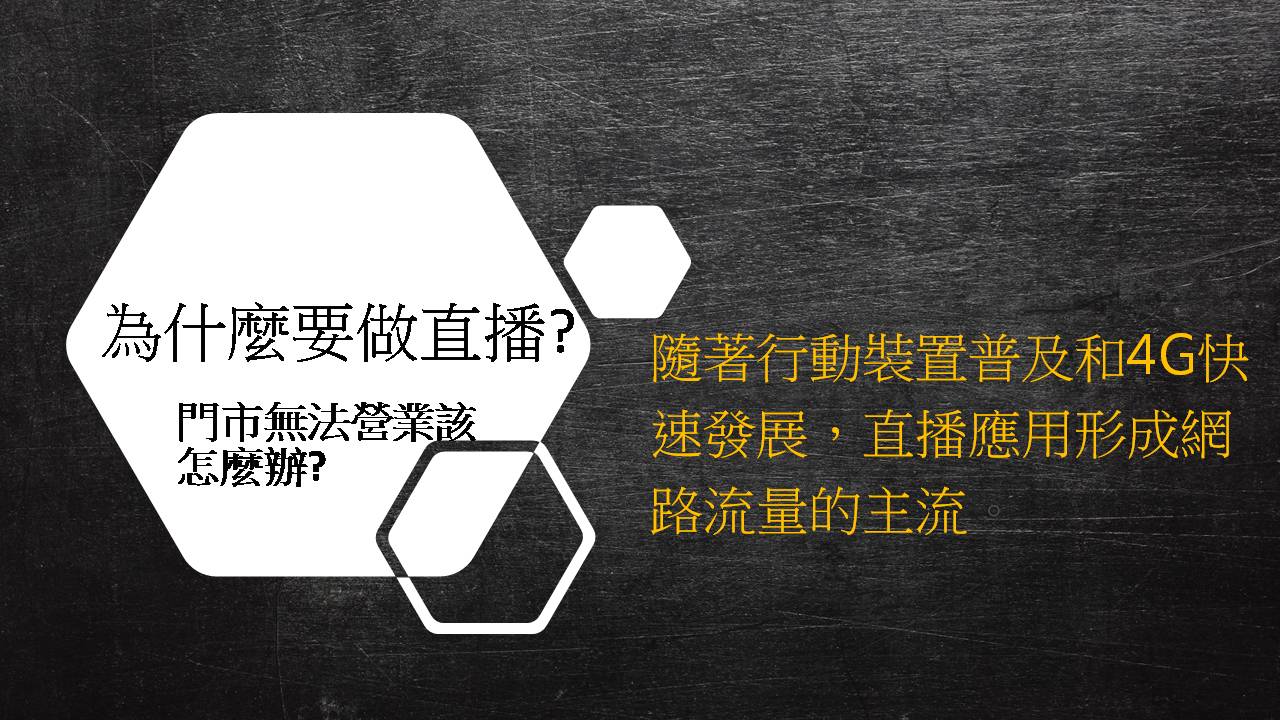 為什麼要做直播?
門市無法營業該
怎麼辦?
隨著行動裝置普及和4G快
速發展，直播應用形成網
路流量的主流。